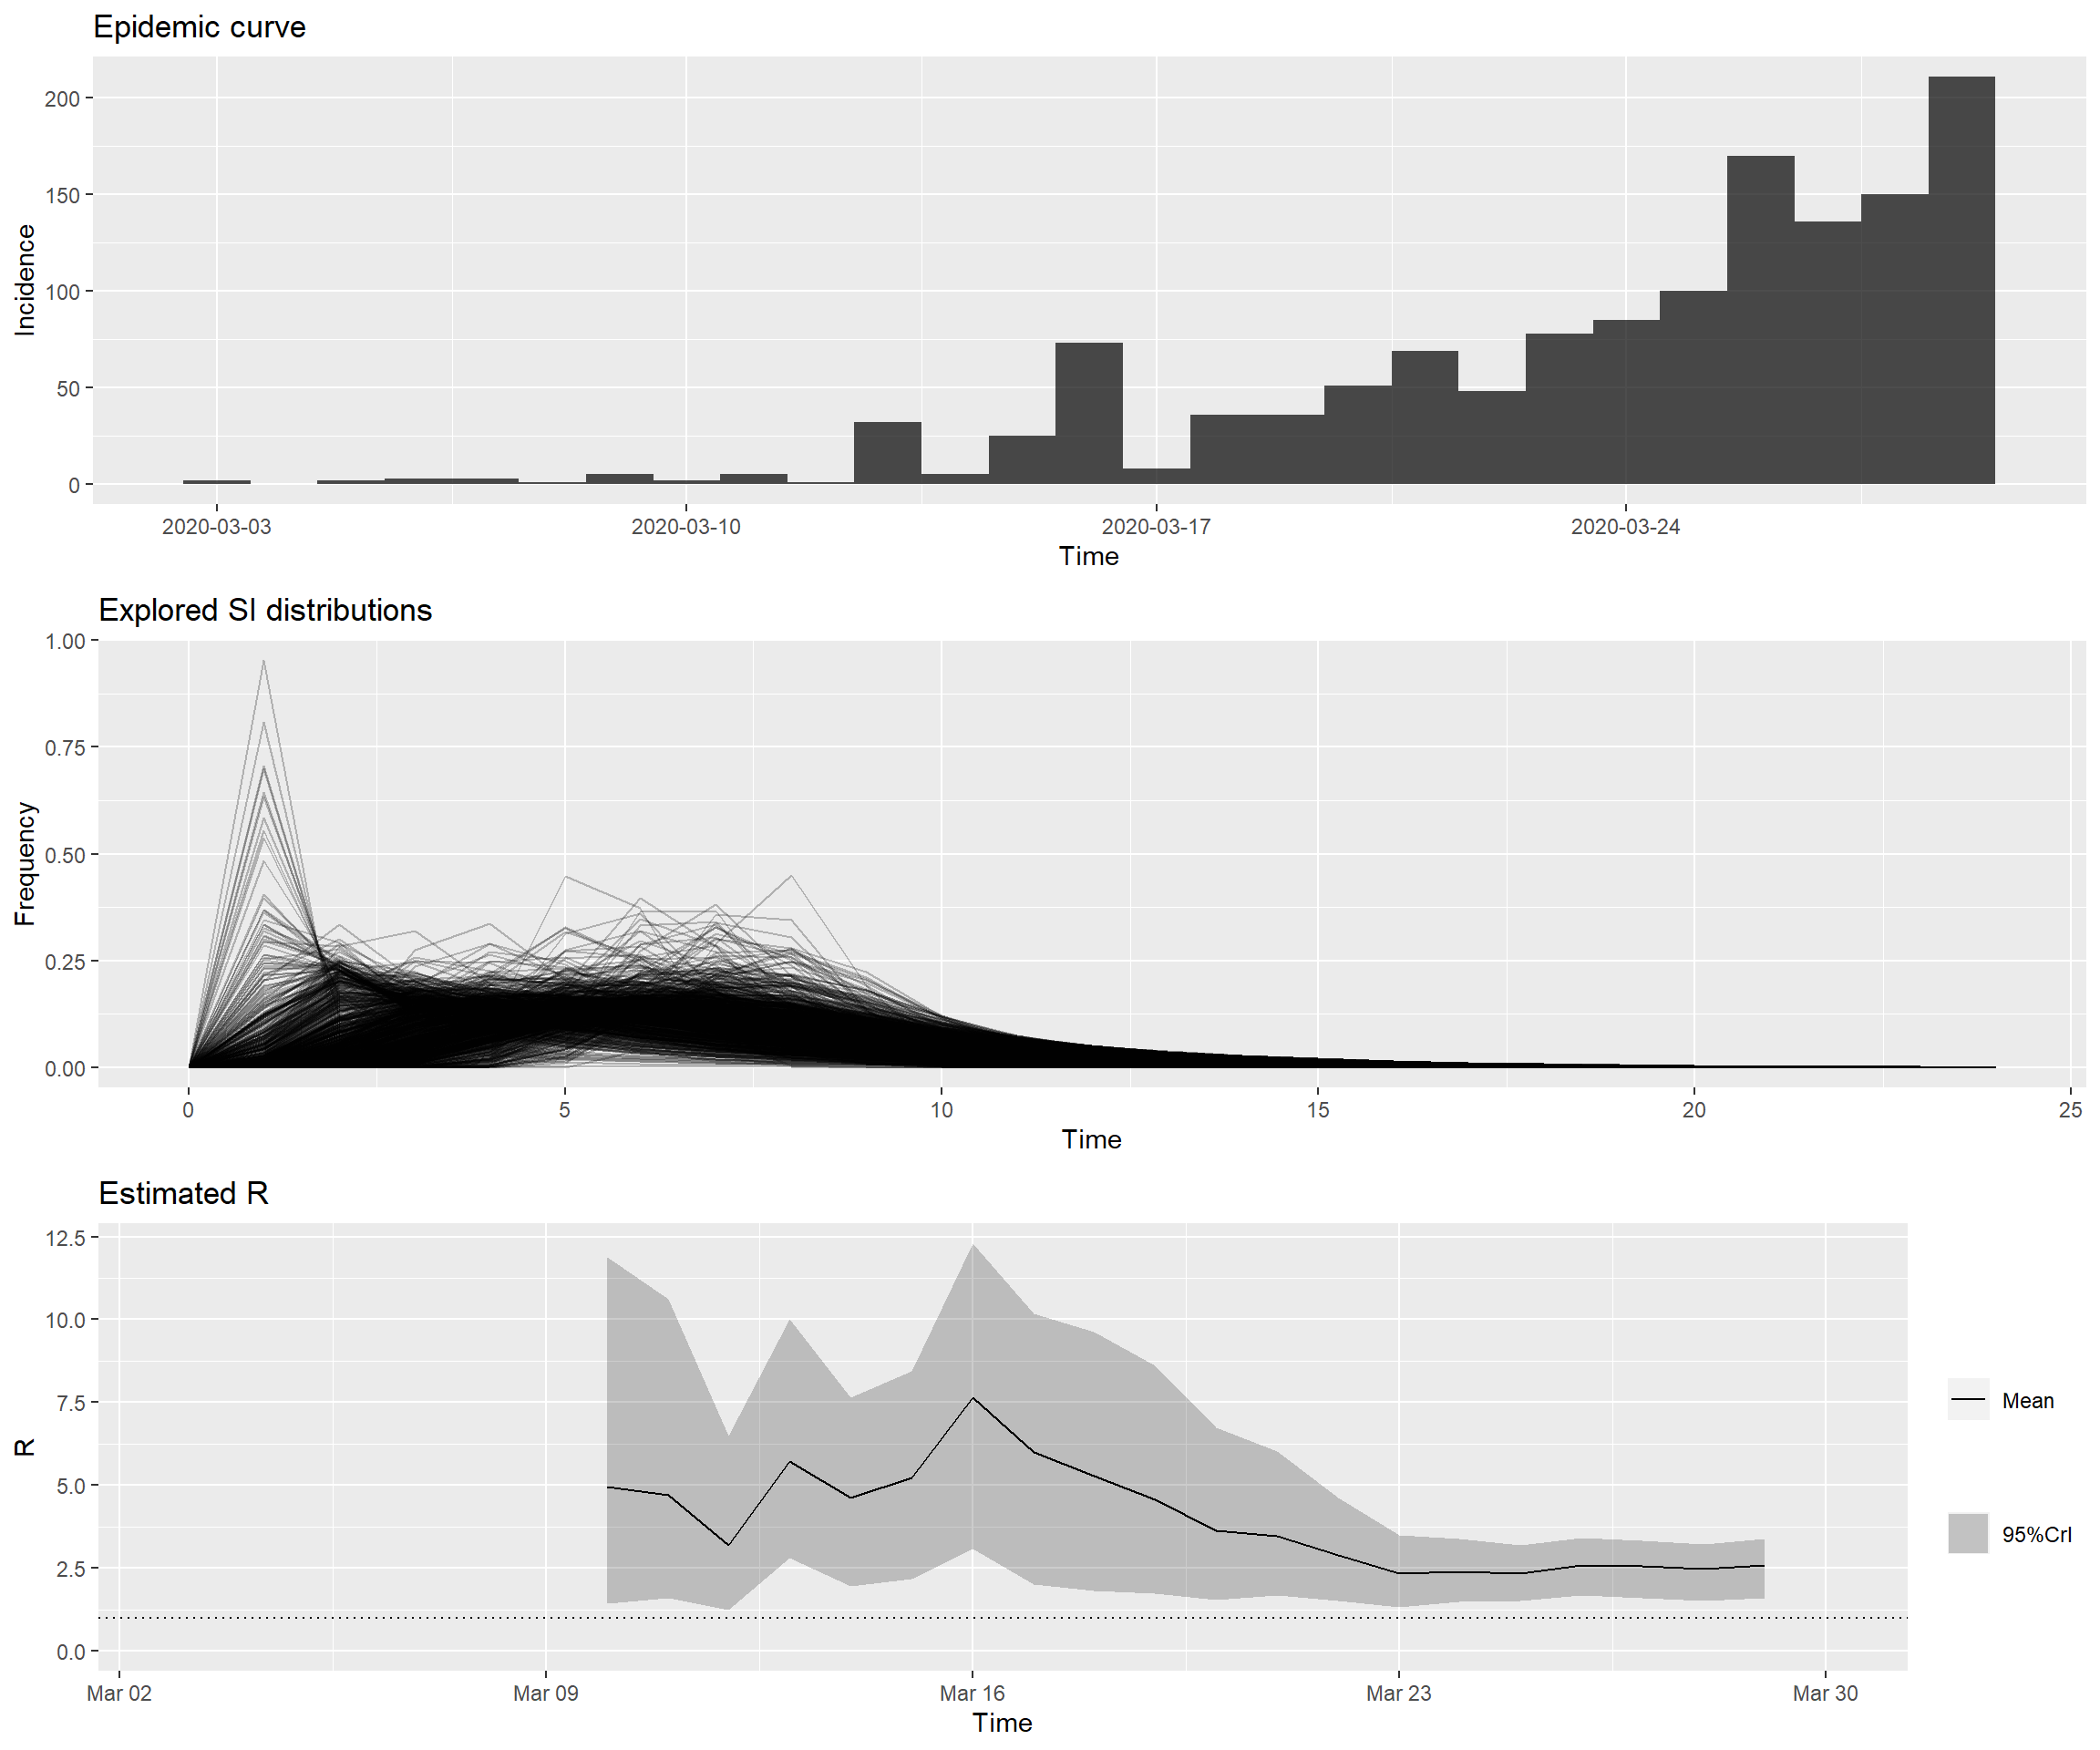 Epidemic curve
200
150
100
50
0
Incidence
2020-03-03 2020-03-10 2020-03-17 2020-03-24
Time
Explored SI distributions
1.00
0.75
0.50
0.25
0.00
Frequency
0 5 10 15 20 25
Time
Estimated R
12.5
10.0
7.5
5.0
2.5
0.0
R
Mar 02 Mar 09 Mar 16 Mar 23 Mar 30
Time
Mean
95%CrI